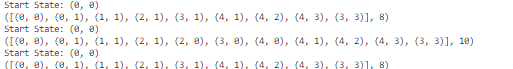 Start State: (0, 0)
([(0, 0), (0, 1), (1, 1), (2, 1), (3, 1), (4, 1), (4, 2), (4, 3), (3, 3)], 8)
Start State: (0, 0)
([(0, 0), (0, 1), (1, 1), (2, 1), (2, 0), (3, 0), (4, 0), (4, 1), (4, 2), (4, 3), (3, 3)], 10)
Start State: (0, 0)
([(0, 0), (0, 1), (1, 1), (2, 1), (3, 1), (4, 1), (4, 2), (4, 3), (3, 3)], 8)